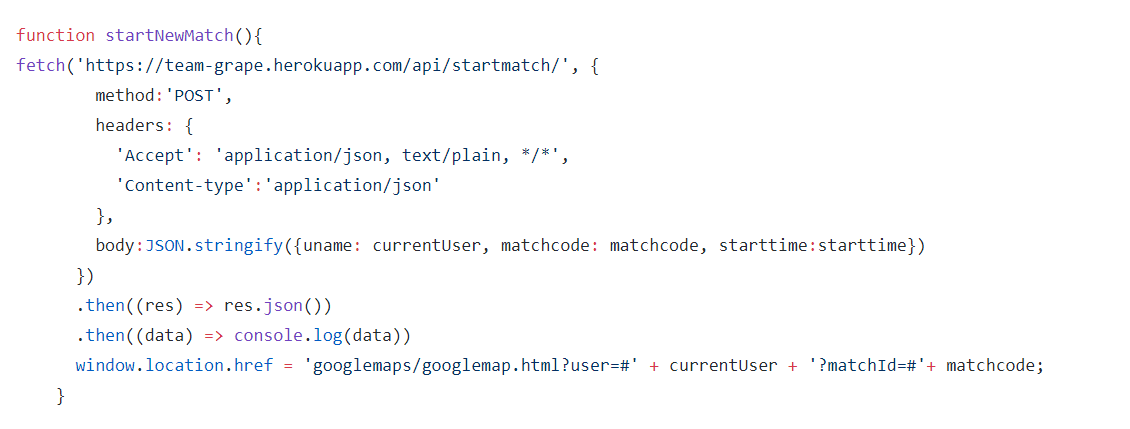 function startNewMatch(){
fetch('https://team-grape.herokuapp.com/api/startmatch/', {
method:'POST',
headers: {
'Accept': 'application/json, text/plain, */*',
'Content-type':'application/json'
},
body:JSON.stringify({uname: currentUser, matchcode: matchcode, starttime:starttime})
})
.then((res) => res.json())
.then((data) => console.log(data))
window.location.href = 'googlemaps/googlemap.html?user=#' + currentUser + '?matchId=#'+ matchcode;
}